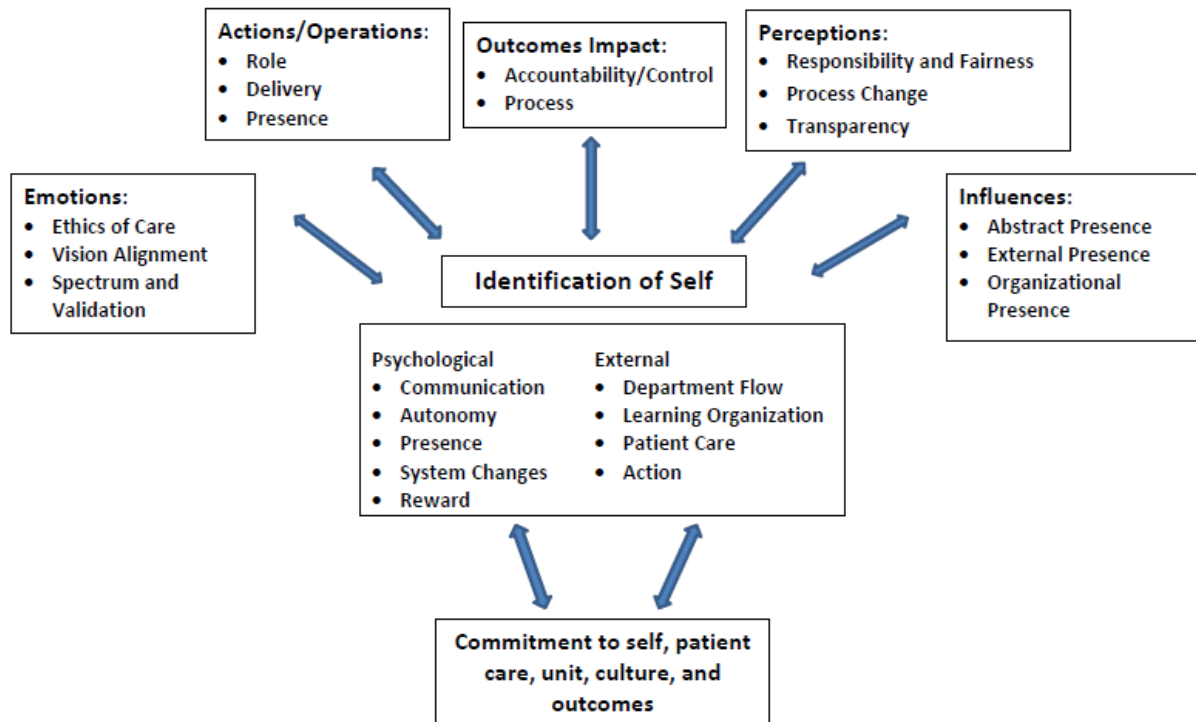 Actions/Operations:
• Role
• Delivery
• Presence
Outcomes Impact:
• Accountability/Control
• Process
Perceptions:
• Responsibility and Fairness
• Process Change
• Transparency
Emotions:
• Ethics of Care
• Vision Alignment
• Spectrum and
Validation
Influences:
• Abstract Presence
• External Presence
• Organizational
Presence
Identification of Self
Psychological
• Communication
• Autonomy
• Presence
• System Changes
• Reward
External
• Department Flow
• Learning Organization
• Patient Care
• Action
Commitment to self, patient
care, unit, culture, and
outcomes